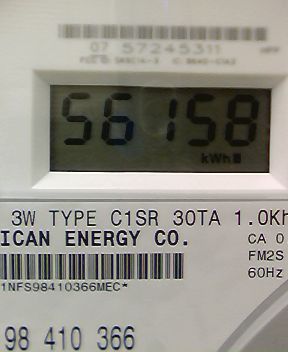 07 57245311
56158
kWh
3W TYPE C1SR 30TA 1.0Kh
ICAN ENERGY CO.
CA 0
FM2S
60Hz
1NFS98410366MEC*
98 410 366